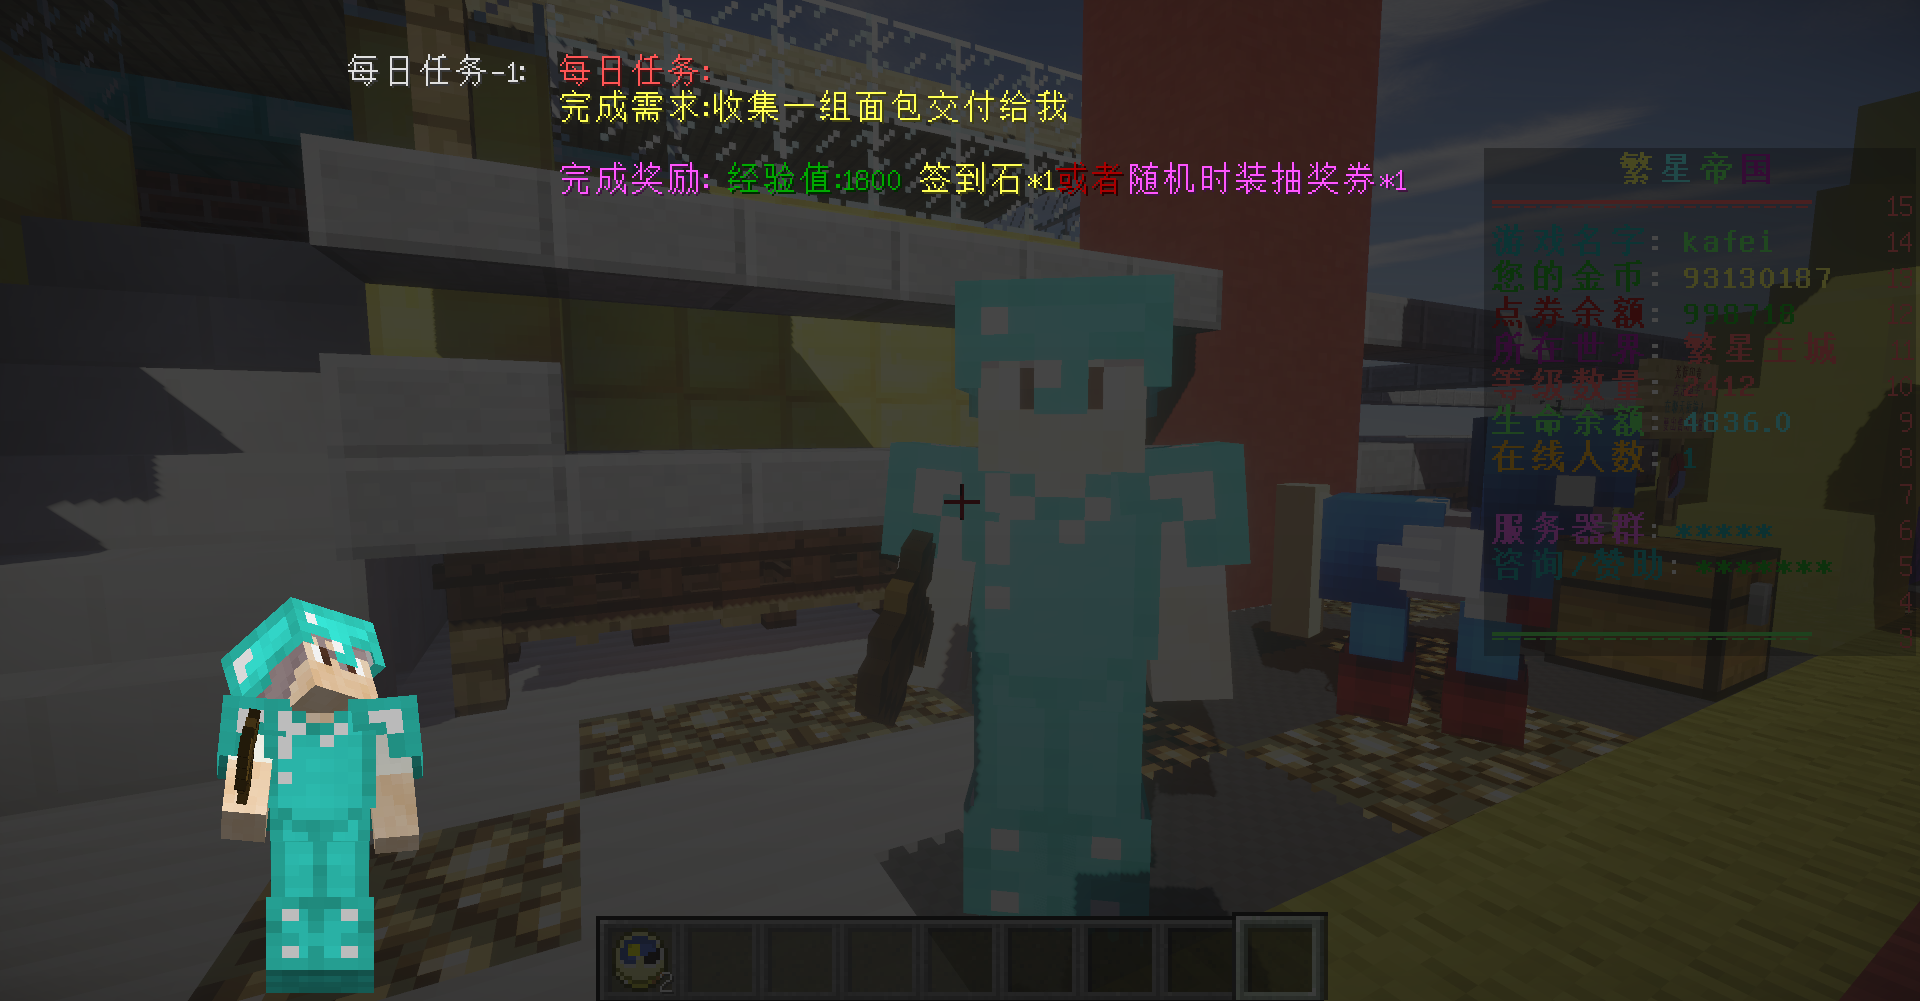 每日任务-1: 每日任务:
完成需求:收集一组面包交付给我
完成奖励: 经验值:1800 签到石*1或者随机时装抽奖券*1
繁星帝国
15
游戏名字: kafei 14
您的金币: 93130187 13
点券余额: 990718 12
所在世界: 繁星主城 11
等级数量: 2412 10
生命余额: 4836.0 9
在线人数: 1 8
7
服务器群: ***** 6
咨询/赞助: ******* 5
4
2